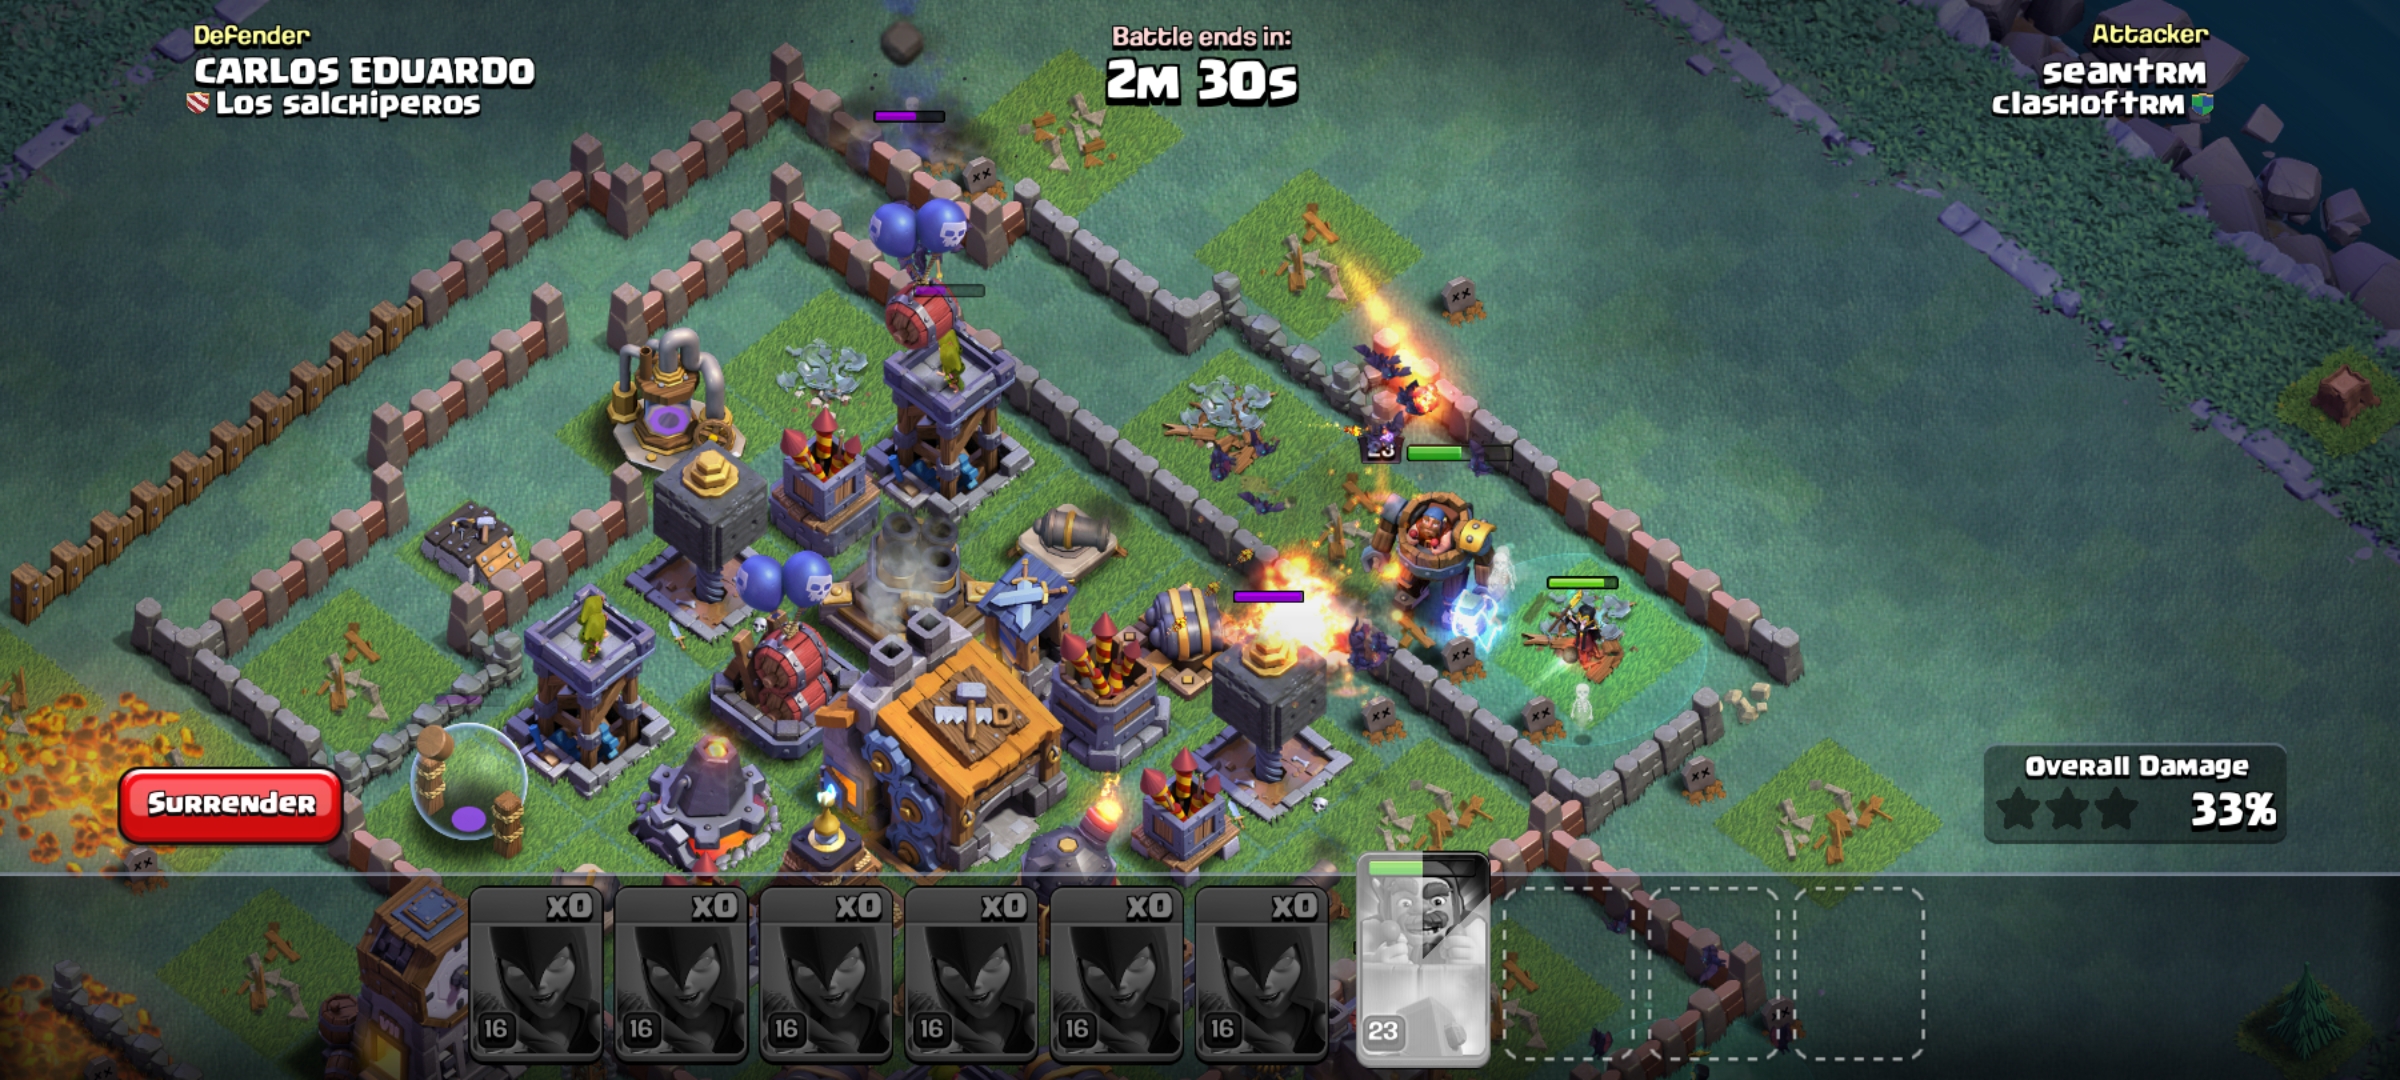 Defender
CARLOS EDUARDO
Los salchiperos
Battle ends in:
2M 30s
Attacker
seantRM
clashoftRM
23
Surrender
Overall Damage
33%
x0
x0
x0
x0
x0
x0
16
16
16
16
16
16
23